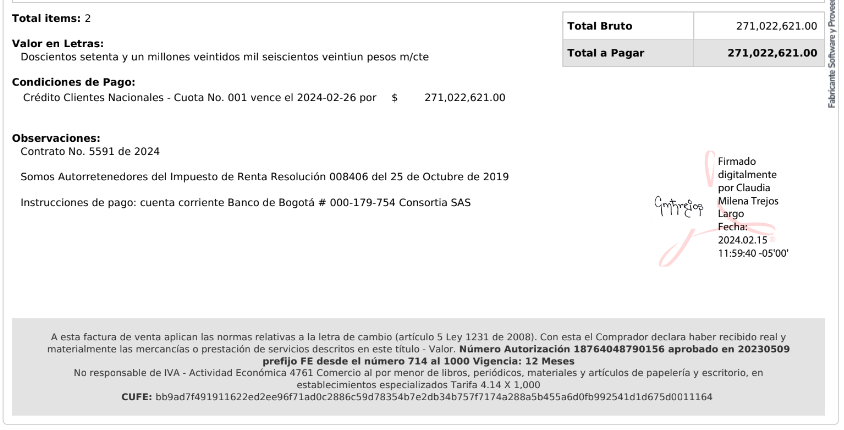 Total items: 2
Total Bruto 271,022,621.00
Total a Pagar 271,022,621.00
Valor en Letras:
Doscientos setenta y un millones veintidos mil seiscientos veintiun pesos m/cte
Condiciones de Pago:
Crédito Clientes Nacionales - Cuota No. 001 vence el 2024-02-26 por $ 271,022,621.00
Observaciones:
Contrato No. 5591 de 2024
Somos Autorretenedores del Impuesto de Renta Resolución 008406 del 25 de Octubre de 2019
Instrucciones de pago: cuenta corriente Banco de Bogotá # 000-179-754 Consortia SAS
Firmado
digitalmente
por Claudia
Milena Trejos
Largo
Fecha:
2024.02.15
11:59:40 -05'00'
Fabricante Software y Provee
A esta factura de venta aplican las normas relativas a la letra de cambio (artículo 5 Ley 1231 de 2008). Con esta el Comprador declara haber recibido real y
materialmente las mercancías o prestación de servicios descritos en este título - Valor. Número Autorización 18764048790156 aprobado en 20230509
prefijo FE desde el número 714 al 1000 Vigencia: 12 Meses
No responsable de IVA - Actividad Económica 4761 Comercio al por menor de libros, periódicos, materiales y artículos de papelería y escritorio, en
establecimientos especializados Tarifa 4.14 X 1,000
CUFE: bb9ad7f491911622ed2ee96f71ad0c2886c59d78354b7e2db34b757f7174a288a5b455a6d0fb992541d1d675d0011164